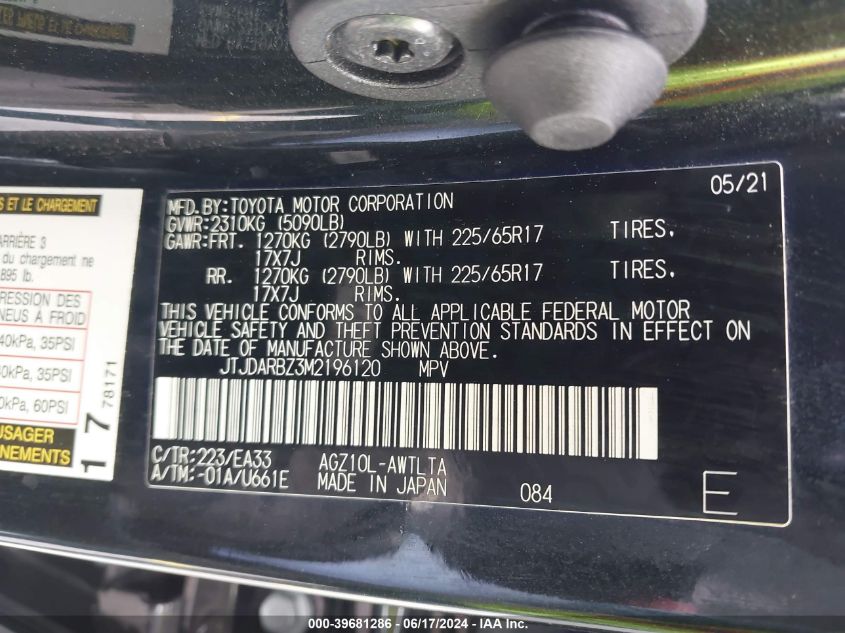 S ET LE CHARGEMENT
ARRIÈRE 3
du chargement ne
895 lb.
PRESSION DES
PNEUS À FROID
40kPa, 35PSI
40kPa, 35PSI
0kPa, 60PSI
USAGER
NEMENTS
17
78171
05/21
MFD. BY: TOYOTA MOTOR CORPORATION
GVWR: 2310KG (5090LB)
GAWR: FRT. 1270KG (2790LB) WITH 225/65R17 TIRES,
17X7J RIMS.
RR. 1270KG (2790LB) WITH 225/65R17 TIRES,
17X7J RIMS.
THIS VEHICLE CONFORMS TO ALL APPLICABLE FEDERAL MOTOR
VEHICLE SAFETY AND THEFT PREVENTION STANDARDS IN EFFECT ON
THE DATE OF MANUFACTURE SHOWN ABOVE.
JTJDARBZ3M2196120 MPV
C/TR: 223/EA33 AGZ10L-AWTLTA
A/TM: -01A/U661E MADE IN JAPAN 084 E
000-39681286 - 06/17/2024 - IAA Inc.